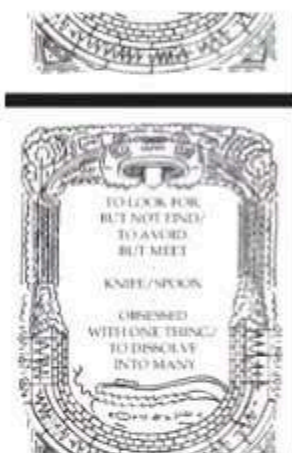 TO LOOK FOR
BUT NOT FIND/
TO AVOID
BUT MEET
KNIFE/SPOON
OBSESSED
WITH ONE THING/
TO DISSOLVE
INTO MANY